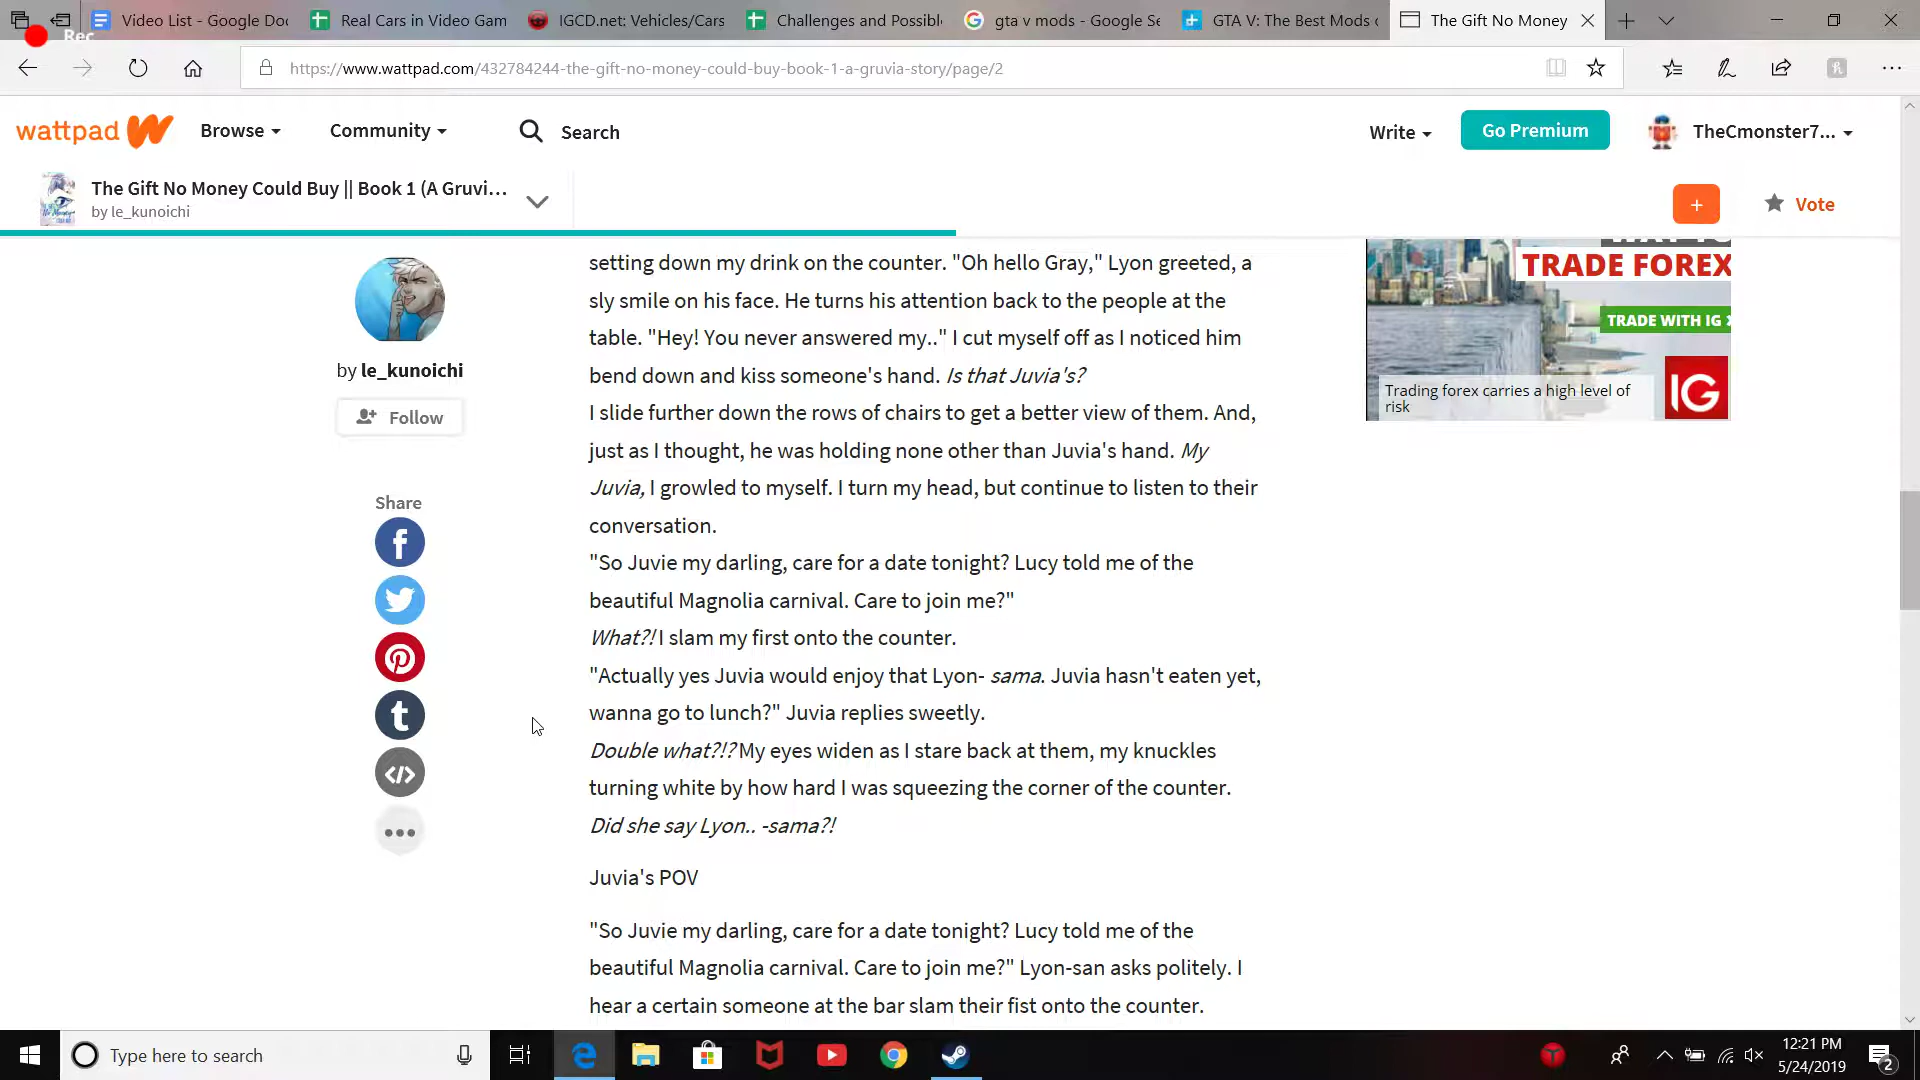 Rec
Video List - Google Doc
Real Cars in Video Gam
IGCD.net: Vehicles/Cars
Challenges and Possibl
gta v mods - Google Se
GTA V: The Best Mods
The Gift No Money
https://www.wattpad.com/432784244-the-gift-no-money-could-buy-book-1-a-gruvia-story/page/2
wattpad
Browse
Community
Search
Write
Go Premium
TheCmonster7...
The Gift No Money Could Buy || Book 1 (A Gruvi...
by le_kunoichi
+
Vote
by le_kunoichi
Follow
Share
setting down my drink on the counter. "Oh hello Gray," Lyon greeted, a
sly smile on his face. He turns his attention back to the people at the
table. "Hey! You never answered my.." I cut myself off as I noticed him
bend down and kiss someone's hand. Is that Juvia's?
I slide further down the rows of chairs to get a better view of them. And,
just as I thought, he was holding none other than Juvia's hand. My
Juvia, I growled to myself. I turn my head, but continue to listen to their
conversation.
"So Juvie my darling, care for a date tonight? Lucy told me of the
beautiful Magnolia carnival. Care to join me?"
What?! I slam my first onto the counter.
"Actually yes Juvia would enjoy that Lyon- sama. Juvia hasn't eaten yet,
wanna go to lunch?" Juvia replies sweetly.
Double what?!? My eyes widen as I stare back at them, my knuckles
turning white by how hard I was squeezing the corner of the counter.
Did she say Lyon.. -sama?!
Juvia's POV
"So Juvie my darling, care for a date tonight? Lucy told me of the
beautiful Magnolia carnival. Care to join me?" Lyon-san asks politely. I
hear a certain someone at the bar slam their fist onto the counter.
TRADE FOREX
TRADE WITH IG
Trading forex carries a high level of
risk
IG
Type here to search
12:21 PM
5/24/2019
2